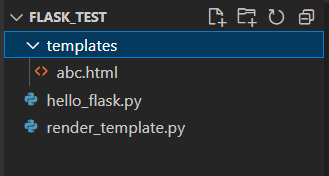 FLASK_TEST
templates
<> abc.html
hello_flask.py
render_template.py